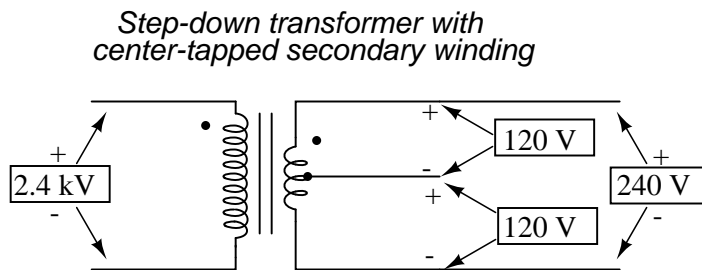 Step-down transformer with
center-tapped secondary winding
+
2.4 kV
-
+
120 V
-
+
120 V
-
+
240 V
-